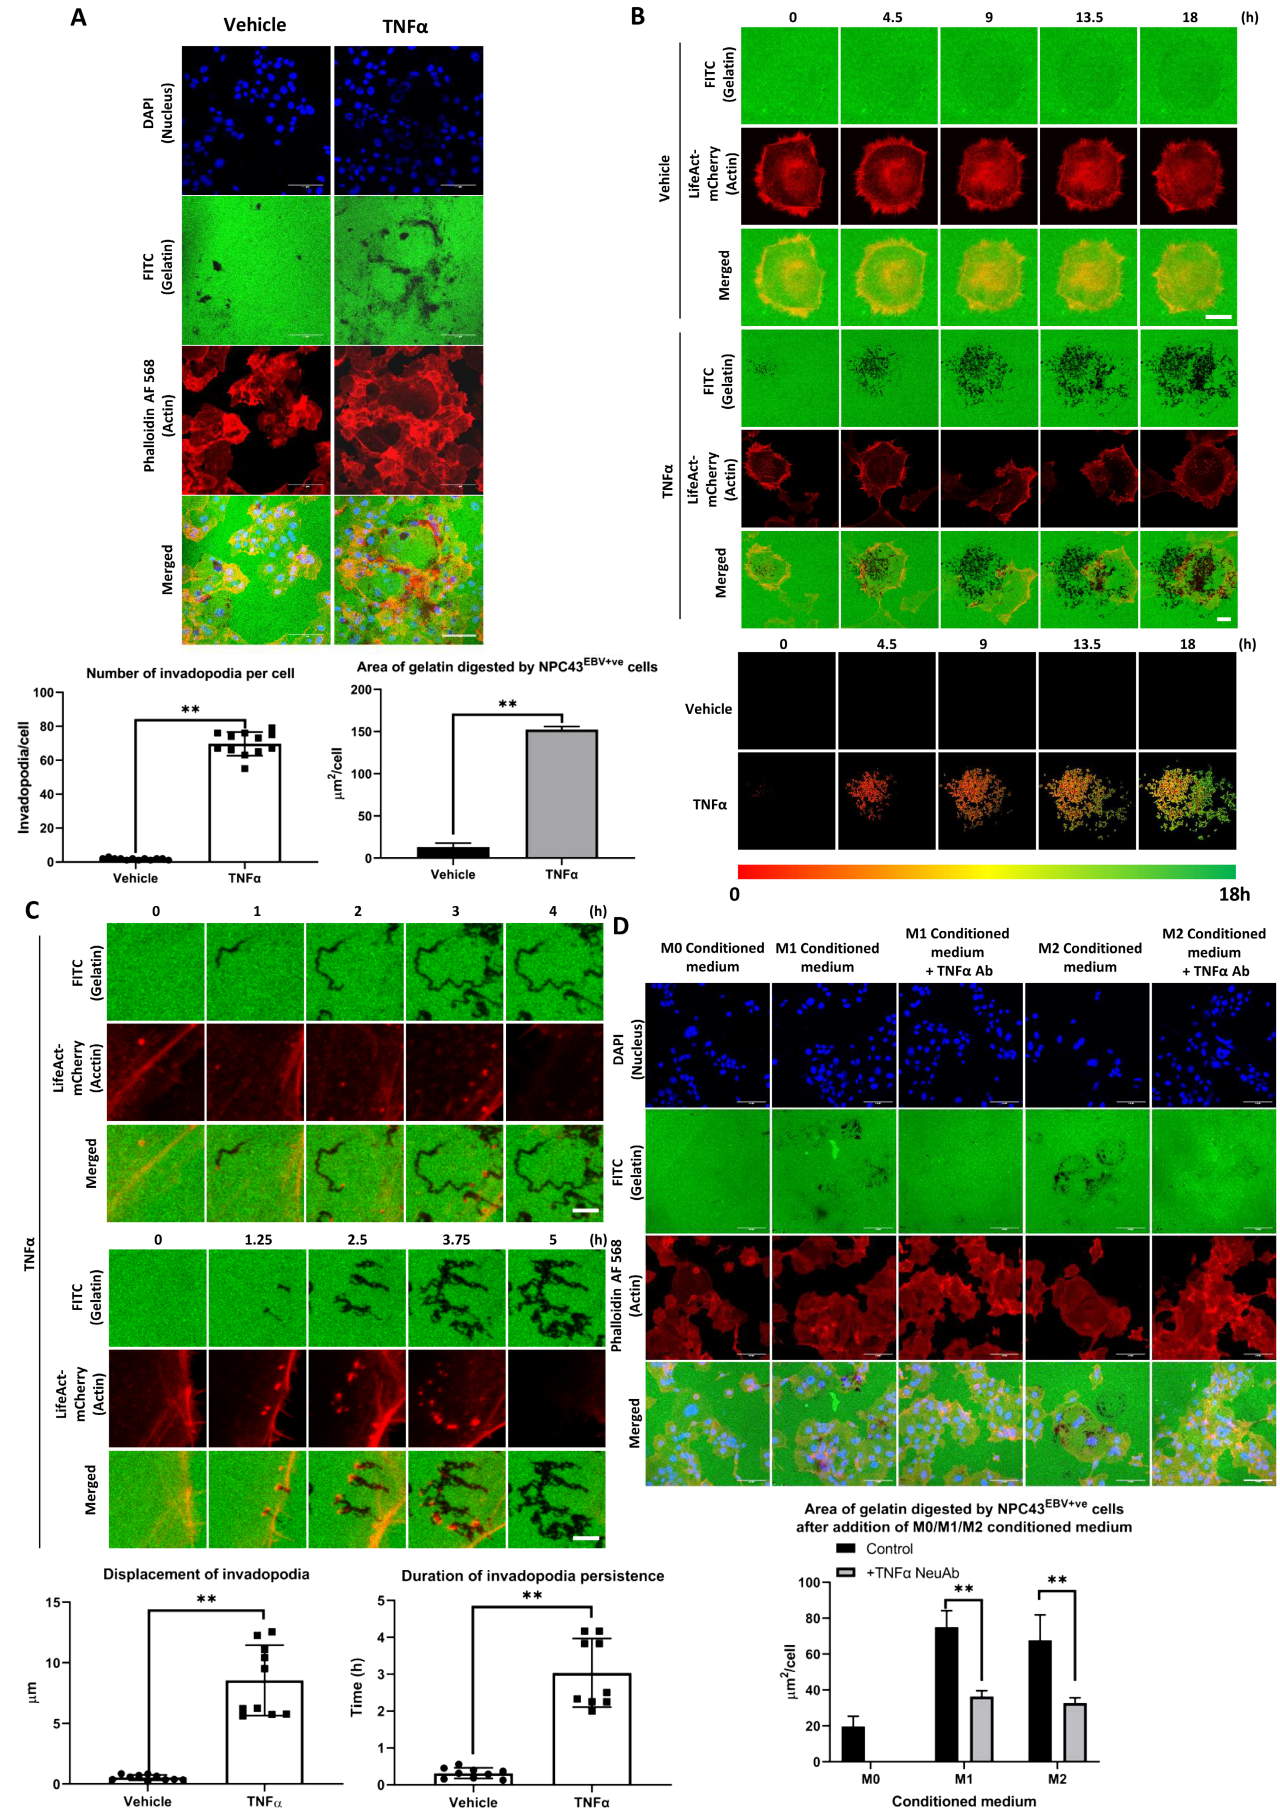 A
Vehicle
TNFα
DAPI
(Nucleus)
FITC
(Gelatin)
Phalloidin AF 568
(Actin)
Merged
Number of invadopodia per cell
Invadopodia/cell
100
80
60
40
20
0
**
Vehicle
TNFα
Area of gelatin digested by NPC43EBV+ve cells
μm2/cell
200
150
100
50
0
**
Vehicle
TNFα
B
0
4.5
9
13.5
18
(h)
Vehicle
FITC
(Gelatin)
LifeAct-
mCherry
(Actin)
Merged
TNFα
FITC
(Gelatin)
LifeAct-
mCherry
(Actin)
Merged
0
4.5
9
13.5
18
(h)
Vehicle
TNFα
0
18h
C
0
1
2
3
4
(h)
TNFα
FITC
(Gelatin)
LifeAct-
mCherry
(Acctin)
Merged
0
1.25
2.5
3.75
5
(h)
FITC
(Gelatin)
LifeAct-
mCherry
(Actin)
Merged
Displacement of invadopodia
μm
15
10
5
0
**
Vehicle
TNFα
Duration of invadopodia persistence
Time (h)
5
4
3
2
1
0
**
Vehicle
TNFα
D
M0 Conditioned
medium
M1 Conditioned
medium
M1 Conditioned
medium
+ TNFα Ab
M2 Conditioned
medium
M2 Conditioned
medium
+ TNFα Ab
DAPI
(Nucleus)
FITC
(Gelatin)
Phalloidin AF 568
(Actin)
Merged
Area of gelatin digested by NPC43EBV+ve cells
after addition of M0/M1/M2 conditioned medium
Control
+TNFα NeuAb
μm2/cell
100
80
60
40
20
0
**
**
M0
M1
M2
Conditioned medium